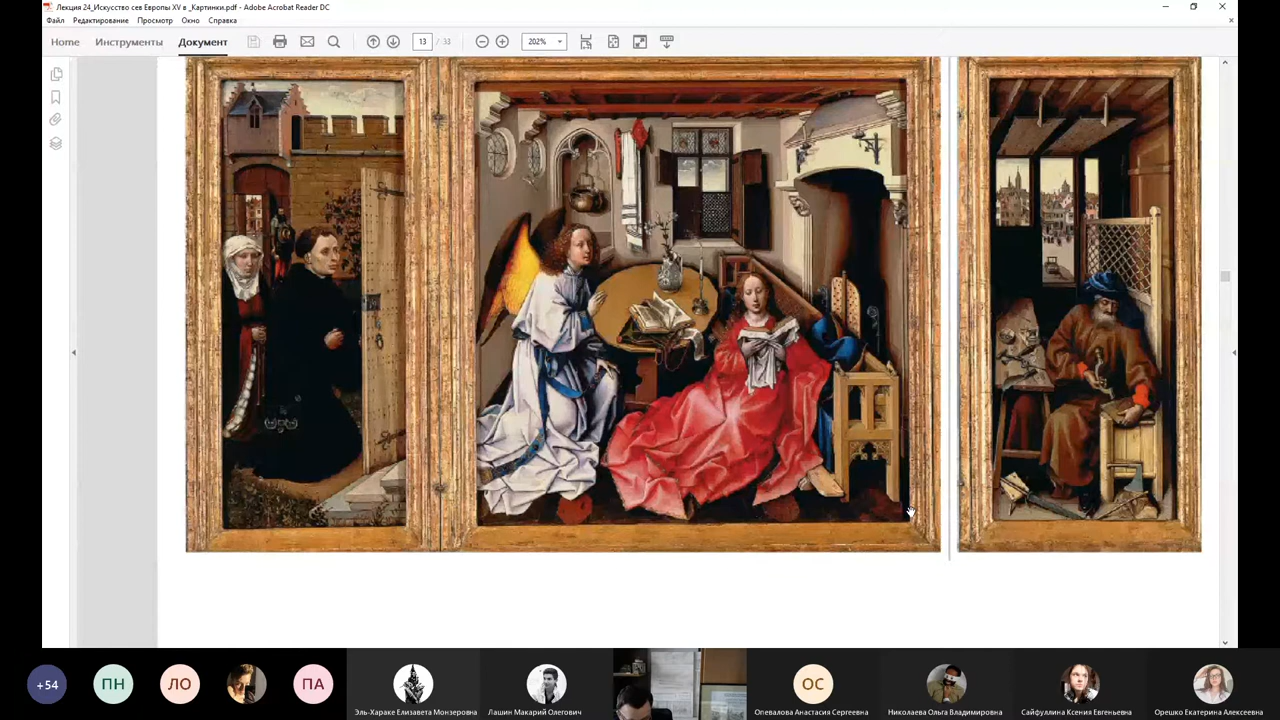 Лекция 24_Искусство сев Европы XV в _Картинки.pdf - Adobe Acrobat Reader DC
Файл Редактирование Просмотр Окно Справка
Home Инструменты Документ 13 / 33 202%
+54 ПН ЛО ПА ОС
Эль-Хараке Елизавета Монзеровна Лашин Макарий Олегович Опевалова Анастасия Сергеевна Николаева Ольга Владимировна Сайфуллина Ксения Евгеньевна Орешко Екатерина Алексеевна